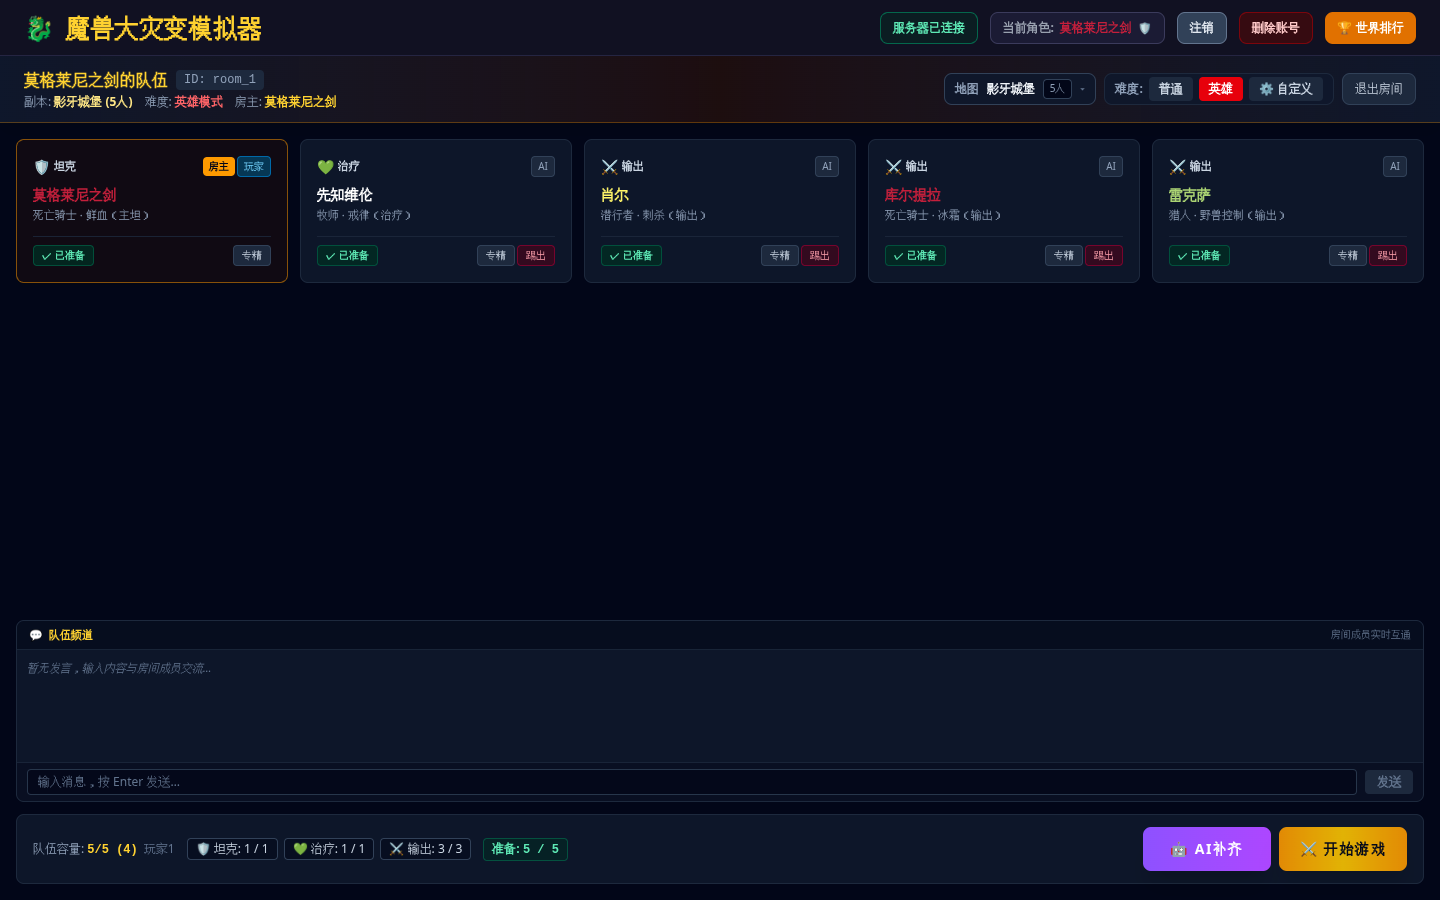 🐉 魔兽大灾变模拟器
服务器已连接
当前角色: 莫格莱尼之剑 🛡️
注销
删除账号
🏆 世界排行
莫格莱尼之剑的队伍 ID: room_1
副本: 影牙城堡 (5人) 难度: 英雄模式 房主: 莫格莱尼之剑
地图 影牙城堡 5人
难度: 普通 英雄 ⚙️ 自定义
退出房间
🛡️ 坦克 房主 玩家
莫格莱尼之剑
死亡骑士 · 鲜血 (主坦)
✓ 已准备 专精
💚 治疗 AI
先知维伦
牧师 · 戒律 (治疗)
✓ 已准备 专精 踢出
⚔️ 输出 AI
肖尔
潜行者 · 刺杀 (输出)
✓ 已准备 专精 踢出
⚔️ 输出 AI
库尔提拉
死亡骑士 · 冰霜 (输出)
✓ 已准备 专精 踢出
⚔️ 输出 AI
雷克萨
猎人 · 野兽控制 (输出)
✓ 已准备 专精 踢出
💬 队伍频道 房间成员实时互通
暂无发言，输入内容与房间成员交流...
输入消息，按 Enter 发送... 发送
队伍容量: 5/5 (4) 玩家1 🛡️ 坦克: 1 / 1 💚 治疗: 1 / 1 ⚔️ 输出: 3 / 3 准备: 5 / 5
🤖 AI补齐
⚔️ 开始游戏